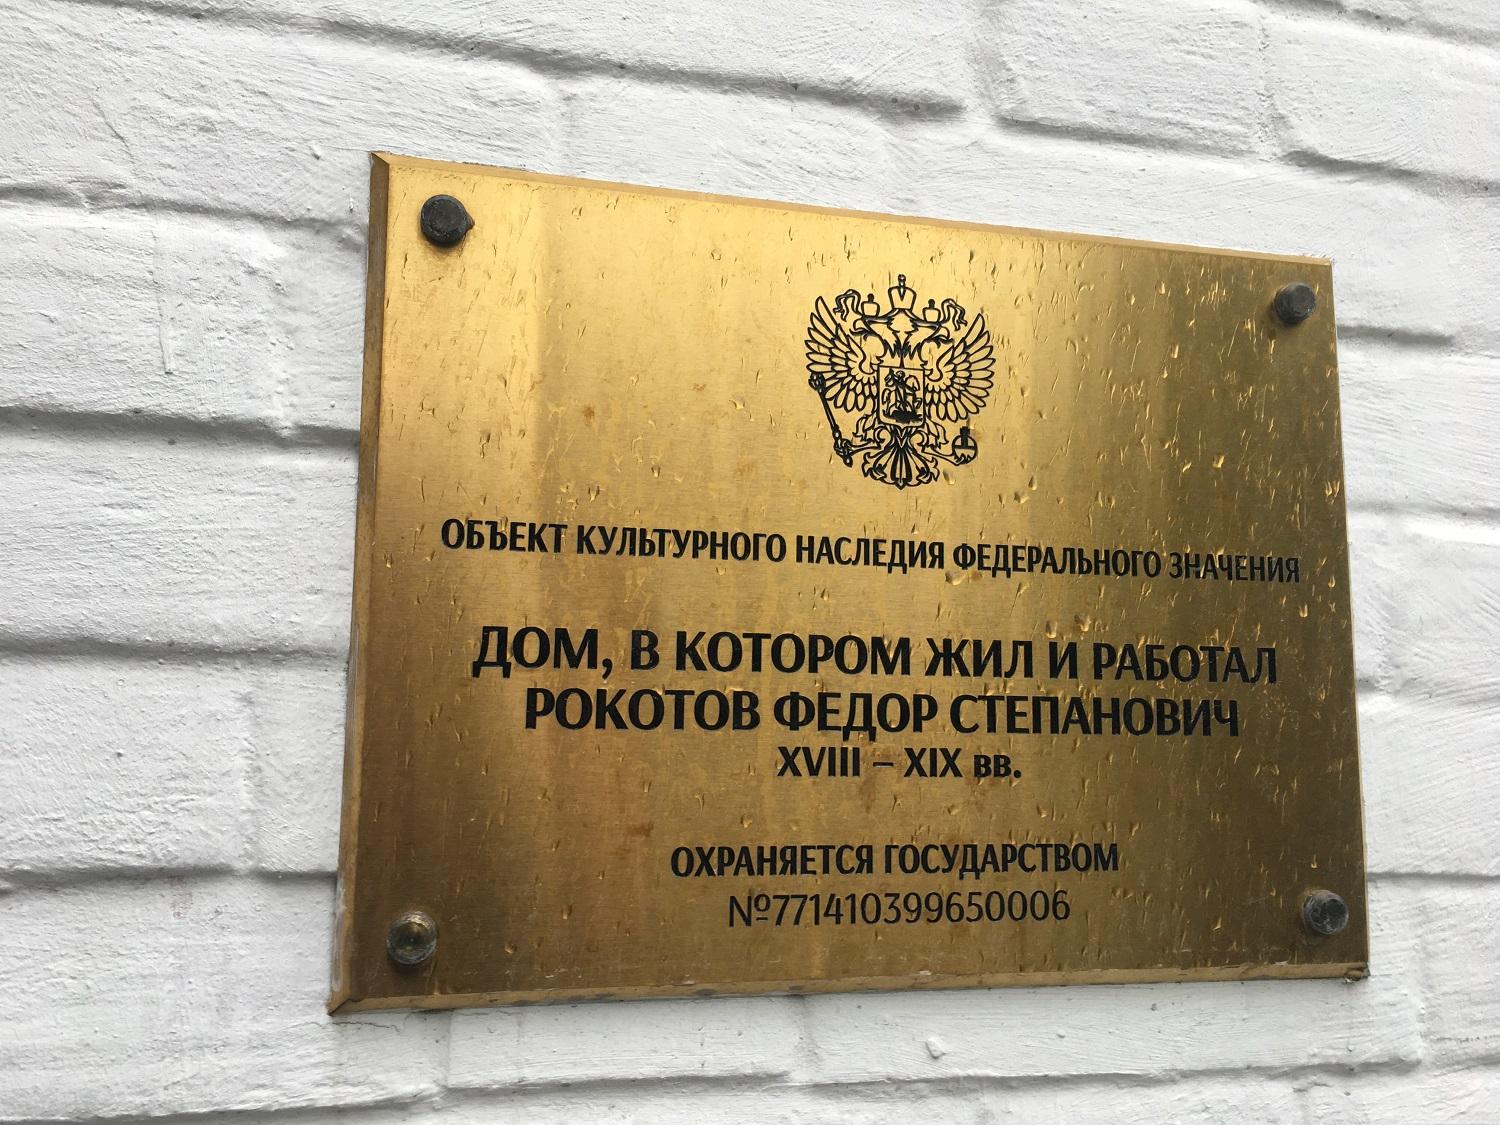 ОБЪЕКТ КУЛЬТУРНОГО НАСЛЕДИЯ ФЕДЕРАЛЬНОГО ЗНАЧЕНИЯ
ДОМ, В КОТОРОМ ЖИЛ И РАБОТАЛ
РОКОТОВ ФЕДОР СТЕПАНОВИЧ
XVIII – XIX вв.
ОХРАНЯЕТСЯ ГОСУДАРСТВОМ
№771410399650006